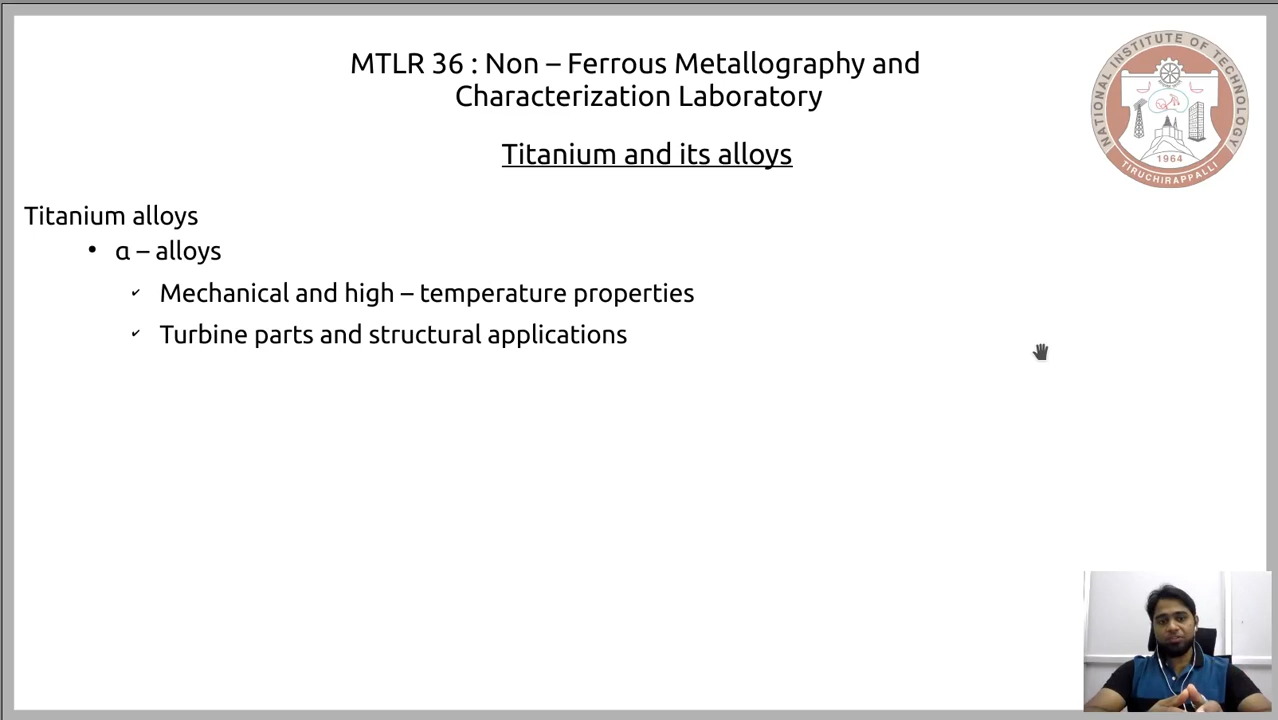 MTLR 36 : Non – Ferrous Metallography and
Characterization Laboratory
NATIONAL INSTITUTE OF TECHNOLOGY
1964
TIRUCHIRAPPALLI
Titanium and its alloys
Titanium alloys
• α – alloys
✓ Mechanical and high – temperature properties
✓ Turbine parts and structural applications